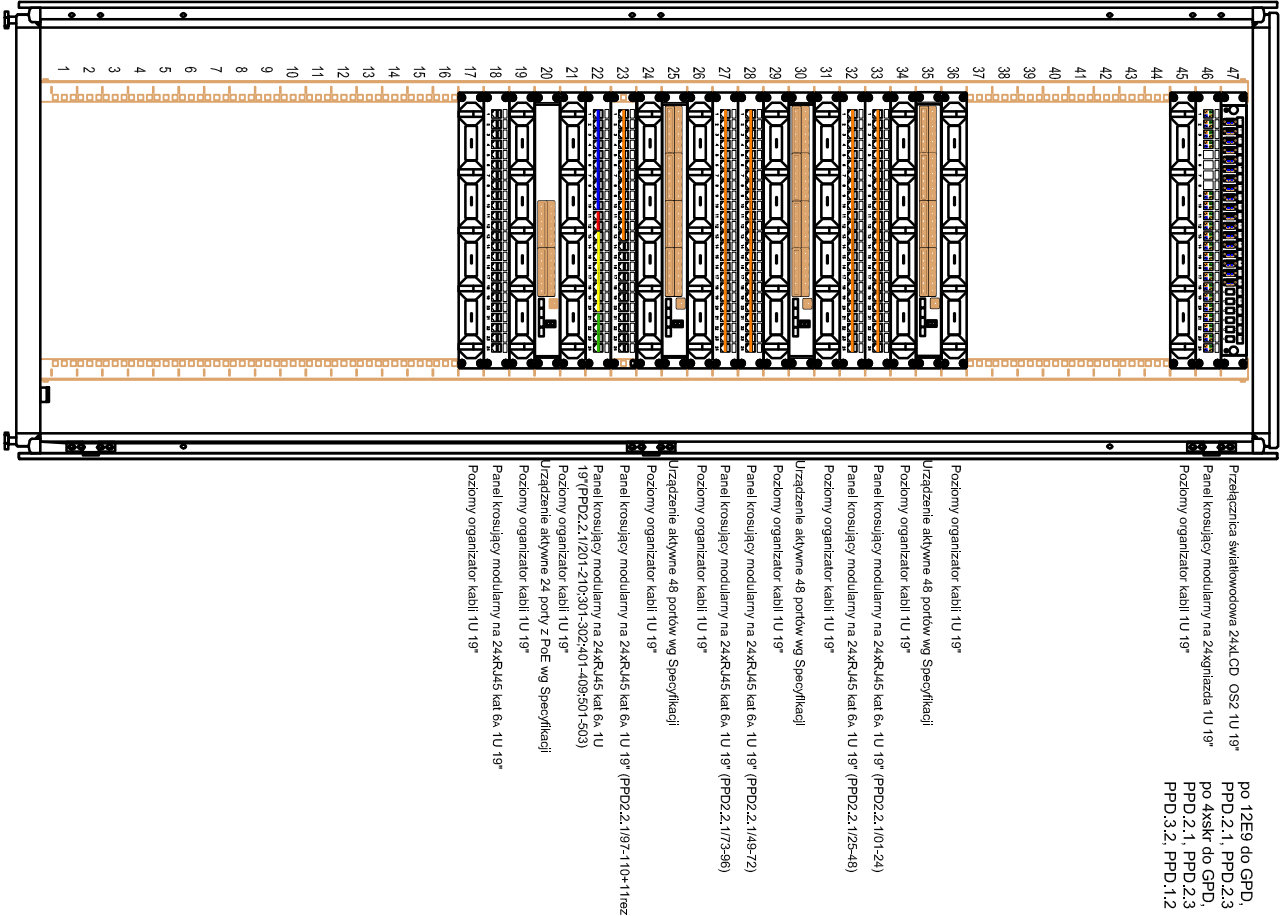 47
46
45
44
43
42
41
40
39
38
37
36
35
34
33
32
31
30
29
28
27
26
25
24
23
22
21
20
19
18
17
16
15
14
13
12
11
10
9
8
7
6
5
4
3
2
1
Przełącznica światłowodowa 24xLCD OS2 1U 19"
Panel krosujący modularny na 24xgniazda 1U 19"
Poziomy organizator kabli 1U 19"
po 12E9 do GPD,
PPD.2.1, PPD.2.3
po 4xskr do GPD,
PPD.2.1, PPD.2.3
PPD.3.2, PPD.1.2
Poziomy organizator kabli 1U 19"
Urządzenie aktywne 48 portów wg Specyfikacji
Poziomy organizator kabli 1U 19"
Panel krosujący modularny na 24xRJ45 kat 6A 1U 19" (PPD2.2.1/01-24)
Panel krosujący modularny na 24xRJ45 kat 6A 1U 19" (PPD2.2.1/25-48)
Poziomy organizator kabli 1U 19"
Urządzenie aktywne 48 portów wg Specyfikacji
Poziomy organizator kabli 1U 19"
Panel krosujący modularny na 24xRJ45 kat 6A 1U 19" (PPD2.2.1/49-72)
Panel krosujący modularny na 24xRJ45 kat 6A 1U 19" (PPD2.2.1/73-96)
Poziomy organizator kabli 1U 19"
Urządzenie aktywne 48 portów wg Specyfikacji
Poziomy organizator kabli 1U 19"
Panel krosujący modularny na 24xRJ45 kat 6A 1U 19" (PPD2.2.1/97-110+11rez
Panel krosujący modularny na 24xRJ45 kat 6A 1U
19"(PPD2.2.1/201-210;301-302;401-409;501-503)
Poziomy organizator kabli 1U 19"
Urządzenie aktywne 24 porty z PoE wg Specyfikacji
Poziomy organizator kabli 1U 19"
Panel krosujący modularny na 24xRJ45 kat 6A 1U 19"
Poziomy organizator kabli 1U 19"